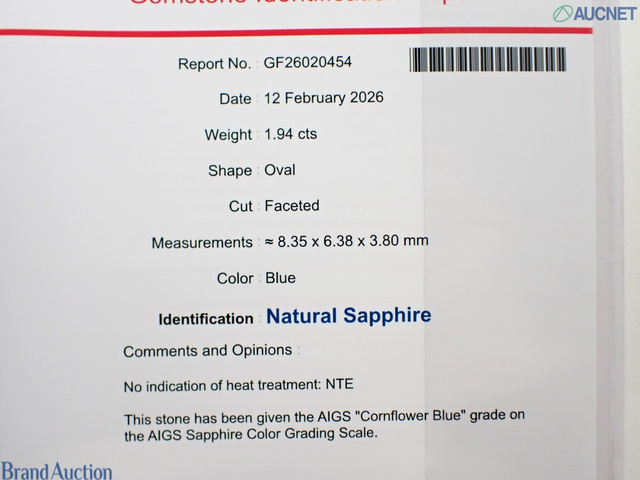 AUCNET
Gemstone Identification Report
Report No. : GF26020454
Date : 12 February 2026
Weight : 1.94 cts
Shape : Oval
Cut : Faceted
Measurements : ≈ 8.35 x 6.38 x 3.80 mm
Color : Blue
Identification : Natural Sapphire
Comments and Opinions :
No indication of heat treatment: NTE
This stone has been given the AIGS "Cornflower Blue" grade on
the AIGS Sapphire Color Grading Scale.
Brand Auction